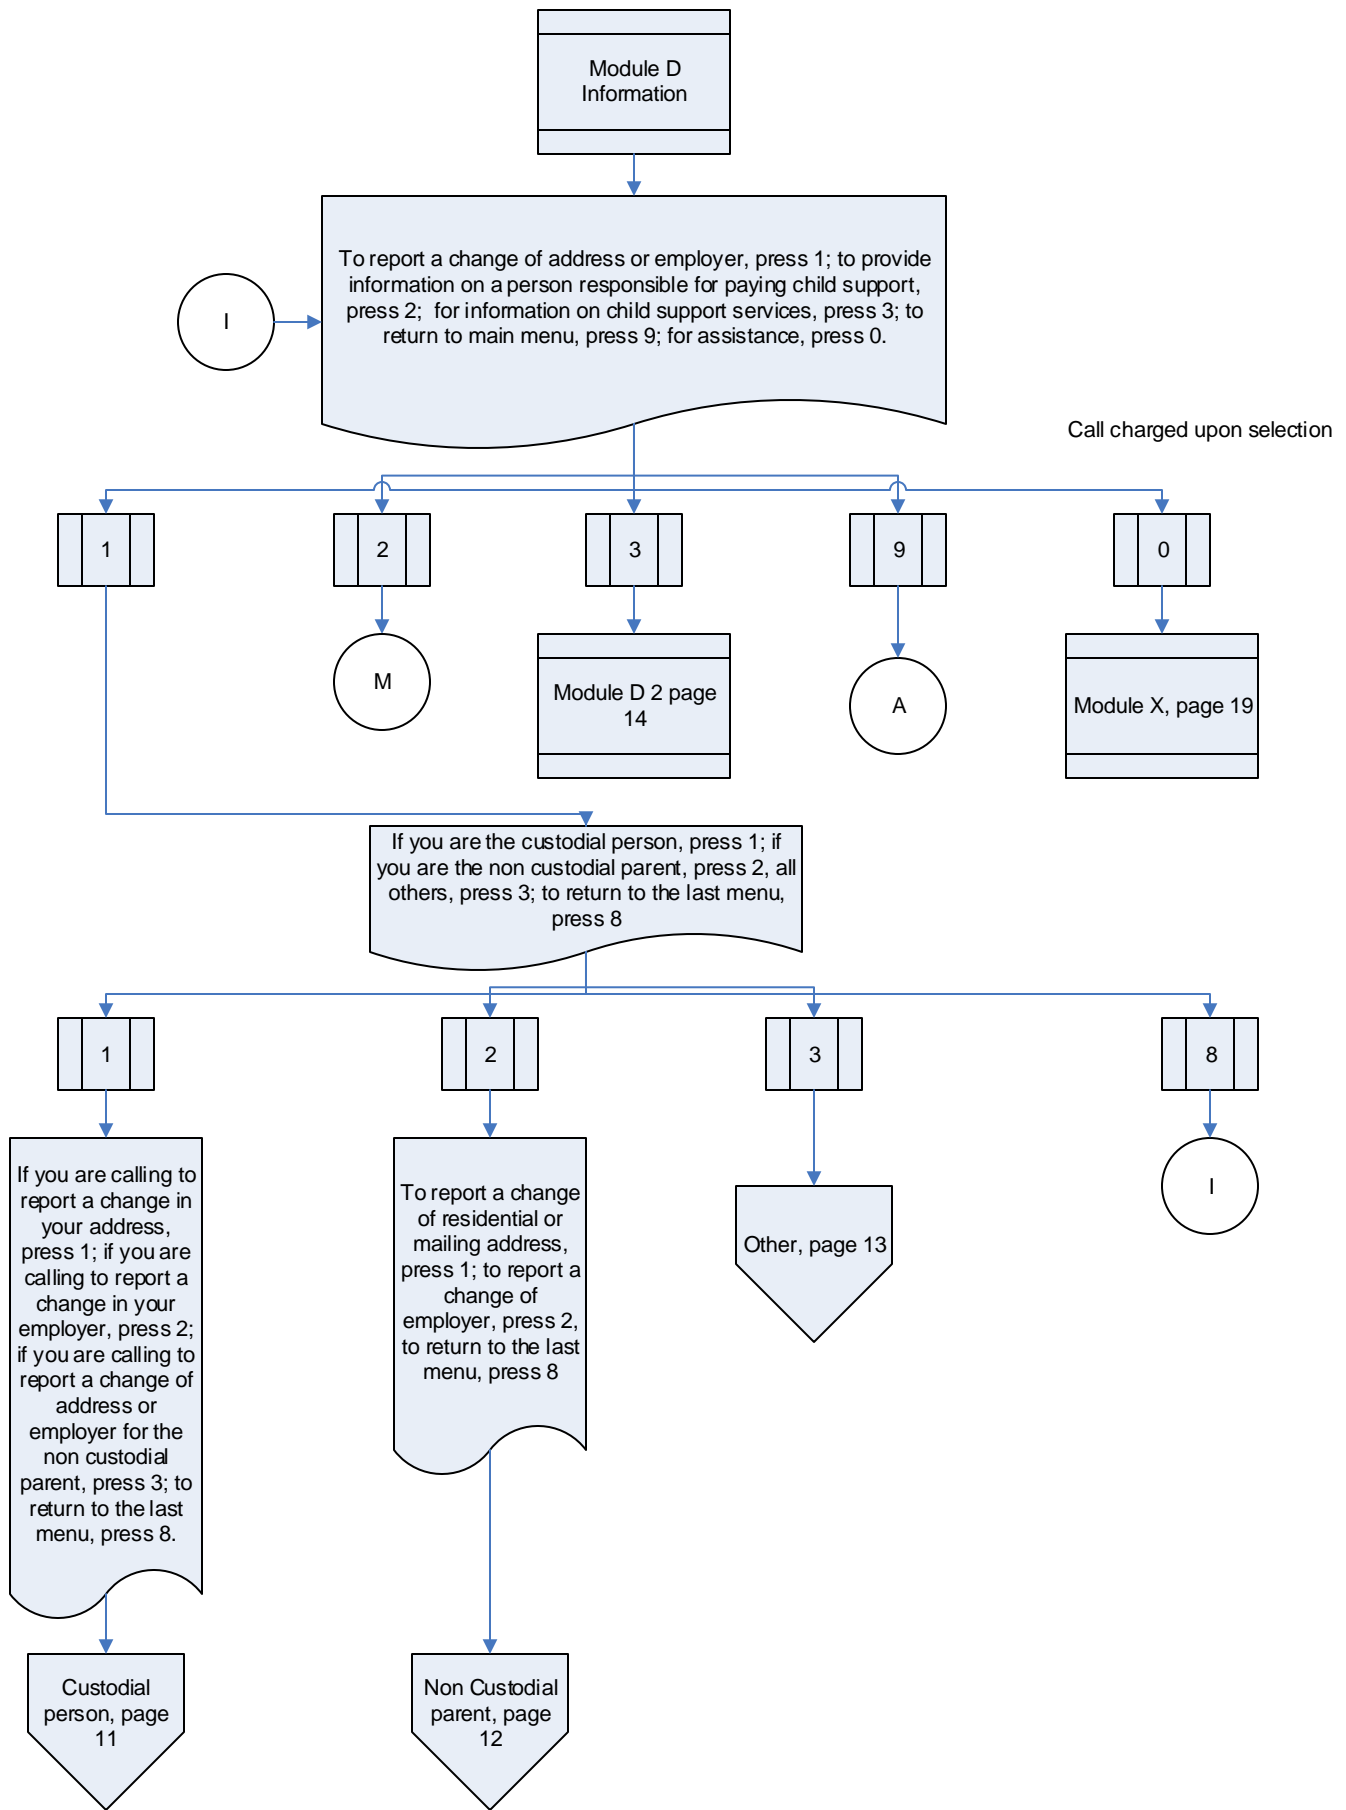 Module D
Information
To report a change of address or employer, press 1; to provide
information on a person responsible for paying child support,
press 2;  for information on child support services, press 3; to
return to main menu, press 9; for assistance, press 0.
I
Call charged upon selection
1
2
3
9
0
M
Module D 2 page
14
A
Module X, page 19
If you are the custodial person, press 1; if
you are the non custodial parent, press 2, all
others, press 3; to return to the last menu,
press 8
1
2
3
8
If you are calling to
report a change in
your address,
press 1; if you are
calling to report a
change in your
employer, press 2;
if you are calling to
report a change of
address or
employer for the
non custodial
parent, press 3; to
return to the last
menu, press 8.
To report a change
of residential or
mailing address,
press 1; to report a
change of
employer, press 2,
to return to the last
menu, press 8
Other, page 13
I
Custodial
person, page
11
Non Custodial
parent, page
12